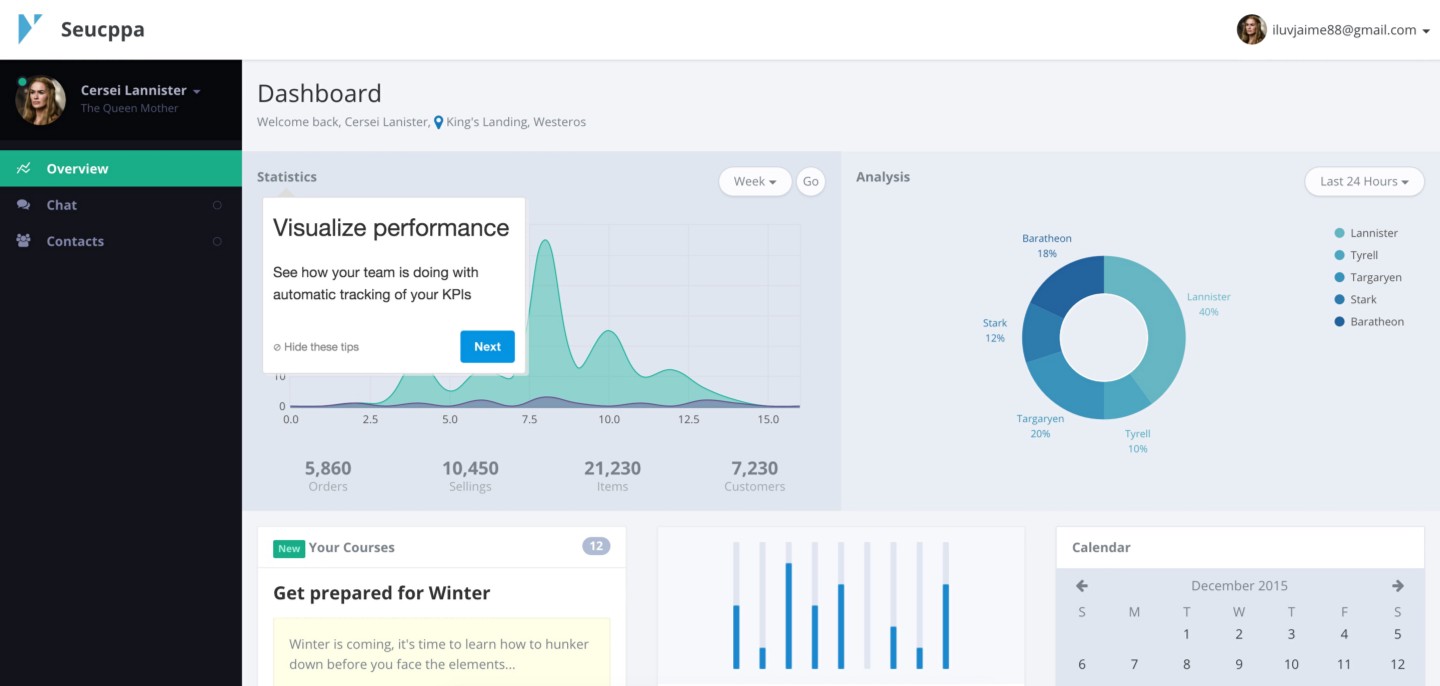 Seucppa
iluvjaime88@gmail.com
Cersei Lannister
The Queen Mother
Overview
Chat
Contacts
Dashboard
Welcome back, Cersei Lanister, King's Landing, Westeros
Statistics
Week
Go
Visualize performance
See how your team is doing with
automatic tracking of your KPIs
Hide these tips
Next
10
0
0.0 2.5 5.0 7.5 10.0 12.5 15.0
5,860 10,450 21,230 7,230
Orders Sellings Items Customers
Analysis
Last 24 Hours
Baratheon
18%
Lannister
40%
Stark
12%
Targaryen
20%
Tyrell
10%
Lannister
Tyrell
Targaryen
Stark
Baratheon
New Your Courses 12
Get prepared for Winter
Winter is coming, it's time to learn how to hunker
down before you face the elements...
Calendar
December 2015
S M T W T F S
1 2 3 4 5
6 7 8 9 10 11 12